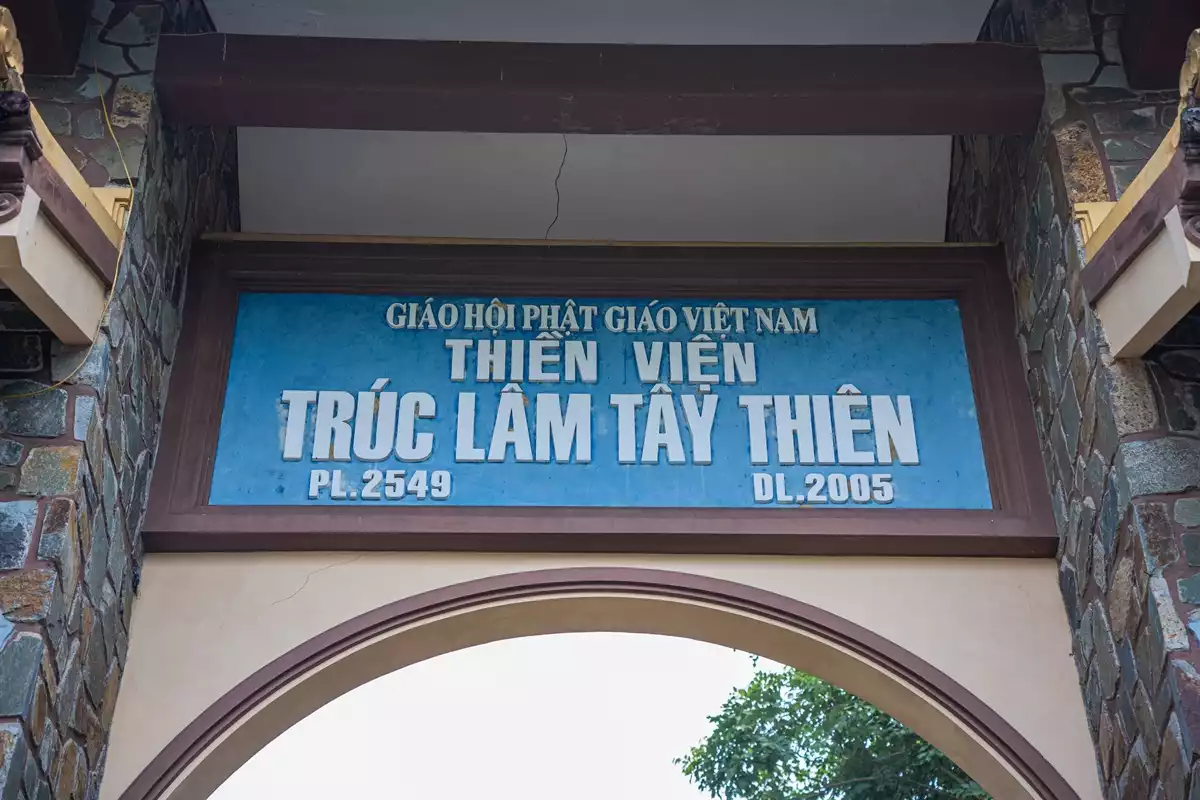 GIÁO HỘI PHẬT GIÁO VIỆT NAM
THIỀN VIỆN
TRÚC LÂM TÂY THIÊN
PL.2549 DL.2005